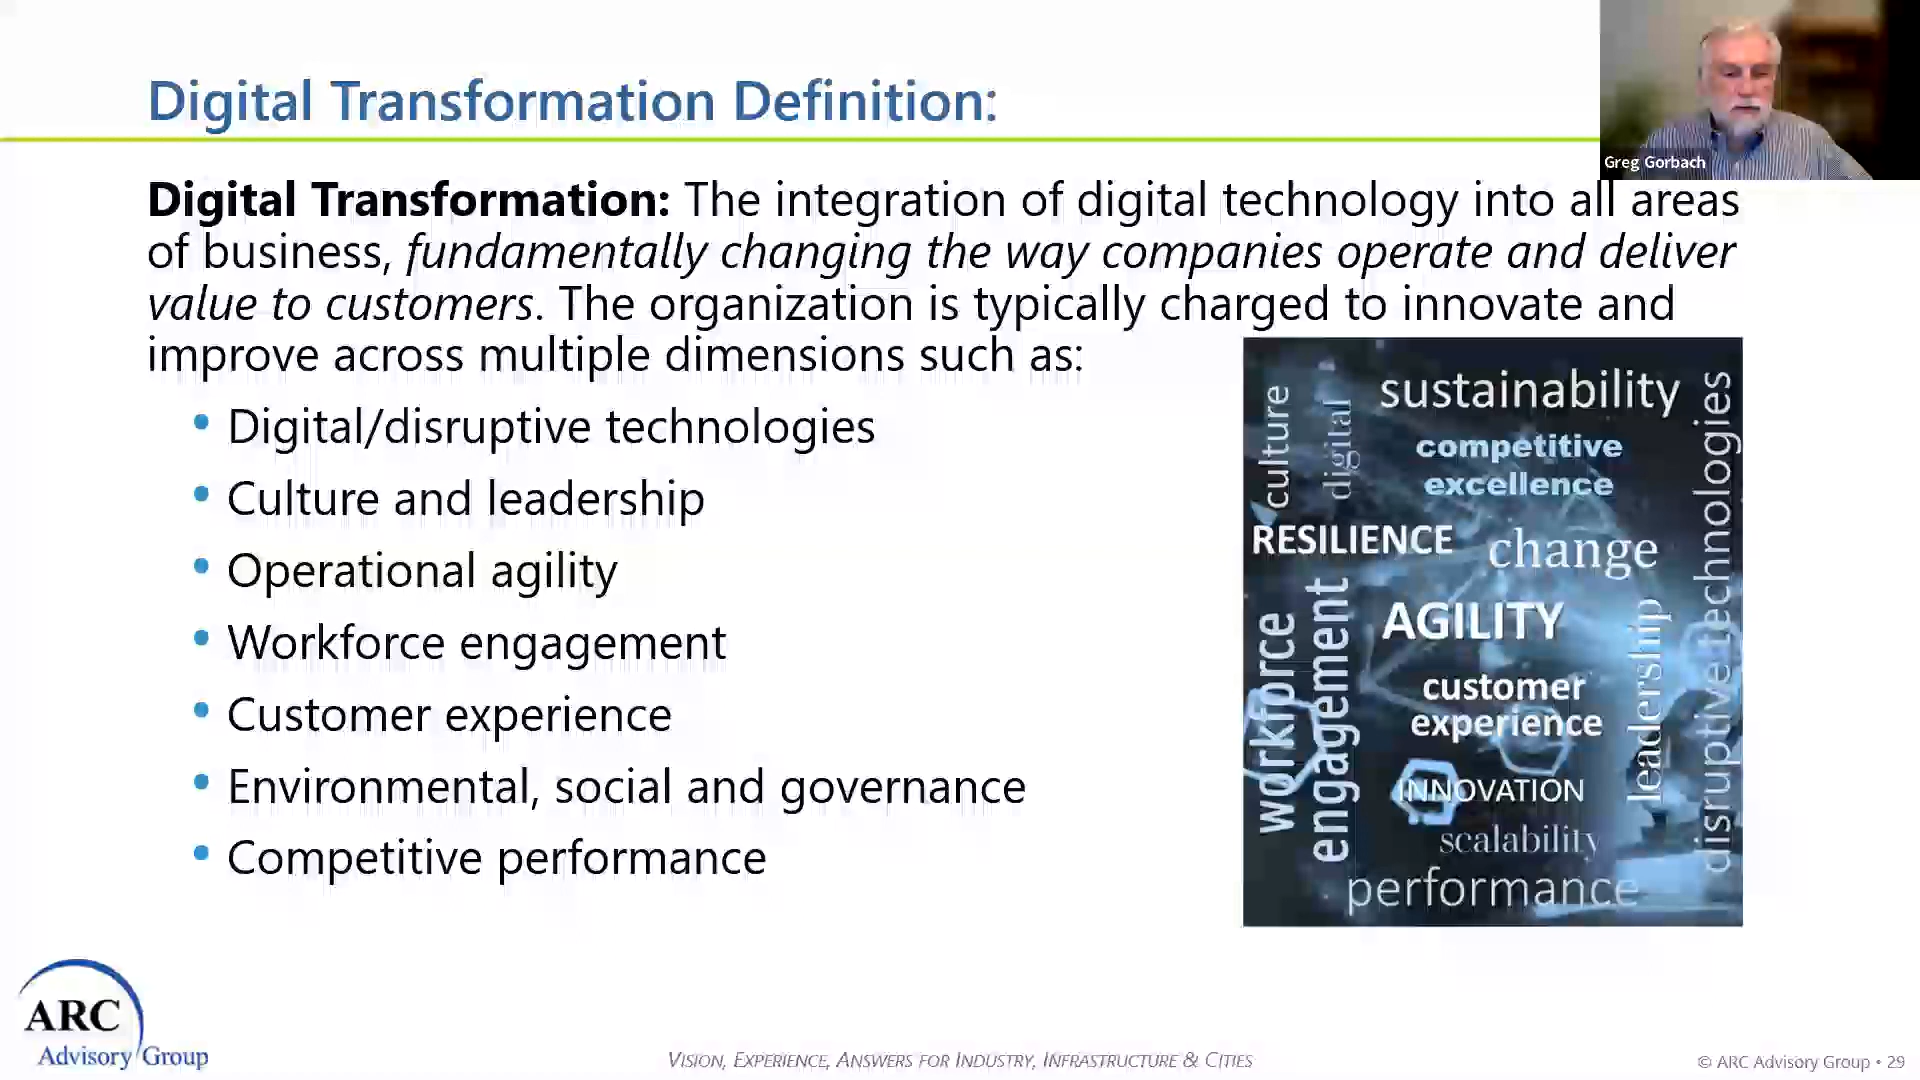 Digital Transformation Definition:
Greg Gorbach
Digital Transformation: The integration of digital technology into all areas
of business, fundamentally changing the way companies operate and deliver
value to customers. The organization is typically charged to innovate and
improve across multiple dimensions such as:
• Digital/disruptive technologies
• Culture and leadership
• Operational agility
• Workforce engagement
• Customer experience
• Environmental, social and governance
• Competitive performance
culture
digital
sustainability
competitive
excellence
RESILIENCE
change
disruptive technologies
workforce
engagement
AGILITY
customer
experience
leadership
INNOVATION
scalability
performance
ARC
Advisory Group
VISION, EXPERIENCE, ANSWERS FOR INDUSTRY, INFRASTRUCTURE & CITIES
© ARC Advisory Group • 29